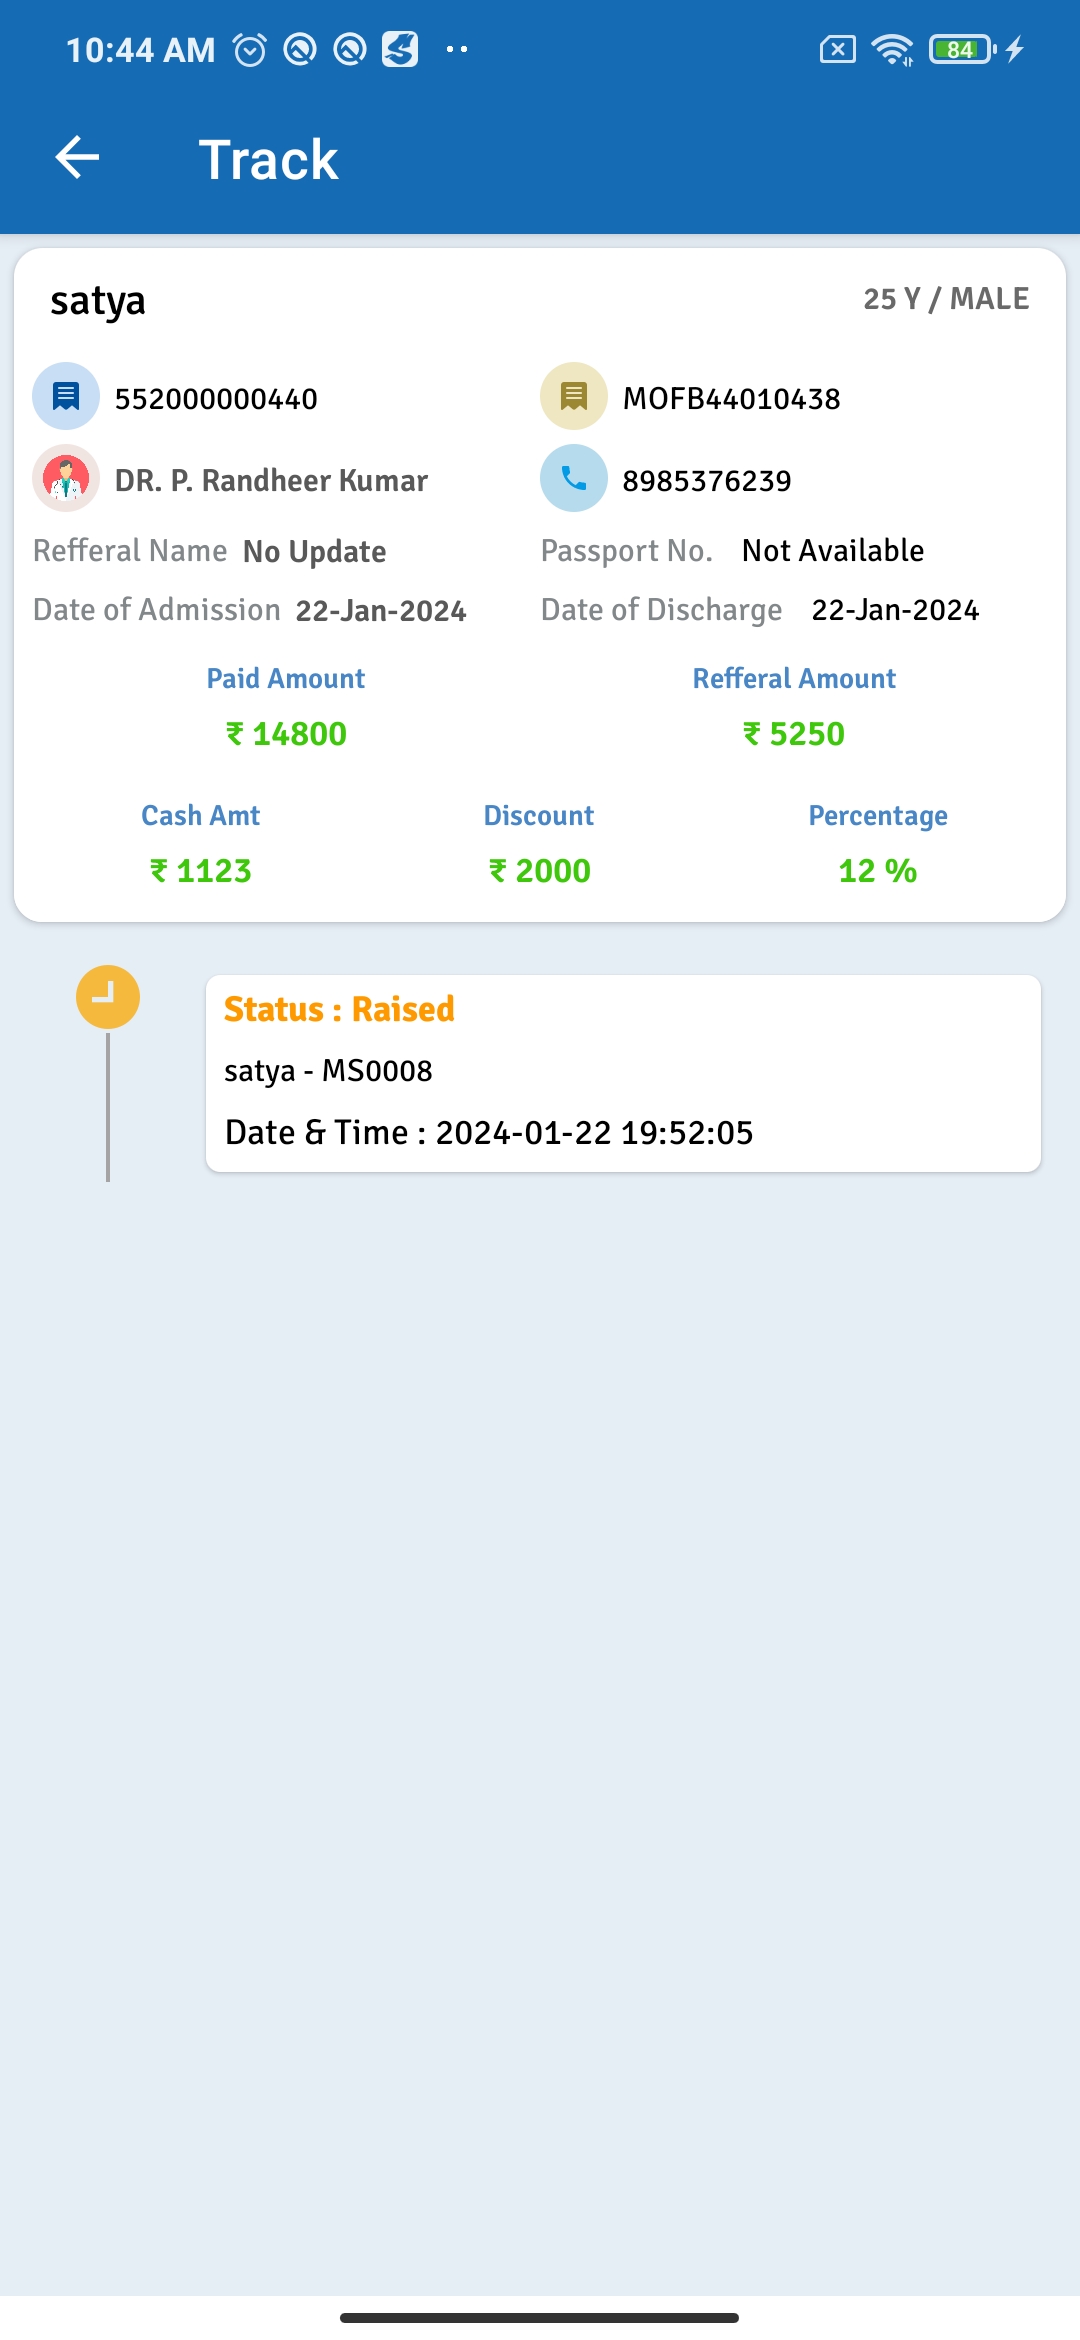 10:44 AM
84
Track
satya
25 Y / MALE
552000000440
MOFB44010438
DR. P. Randheer Kumar
8985376239
Refferal Name No Update
Passport No. Not Available
Date of Admission 22-Jan-2024
Date of Discharge 22-Jan-2024
Paid Amount
Refferal Amount
₹ 14800
₹ 5250
Cash Amt
Discount
Percentage
₹ 1123
₹ 2000
12 %
Status : Raised
satya - MS0008
Date & Time : 2024-01-22 19:52:05